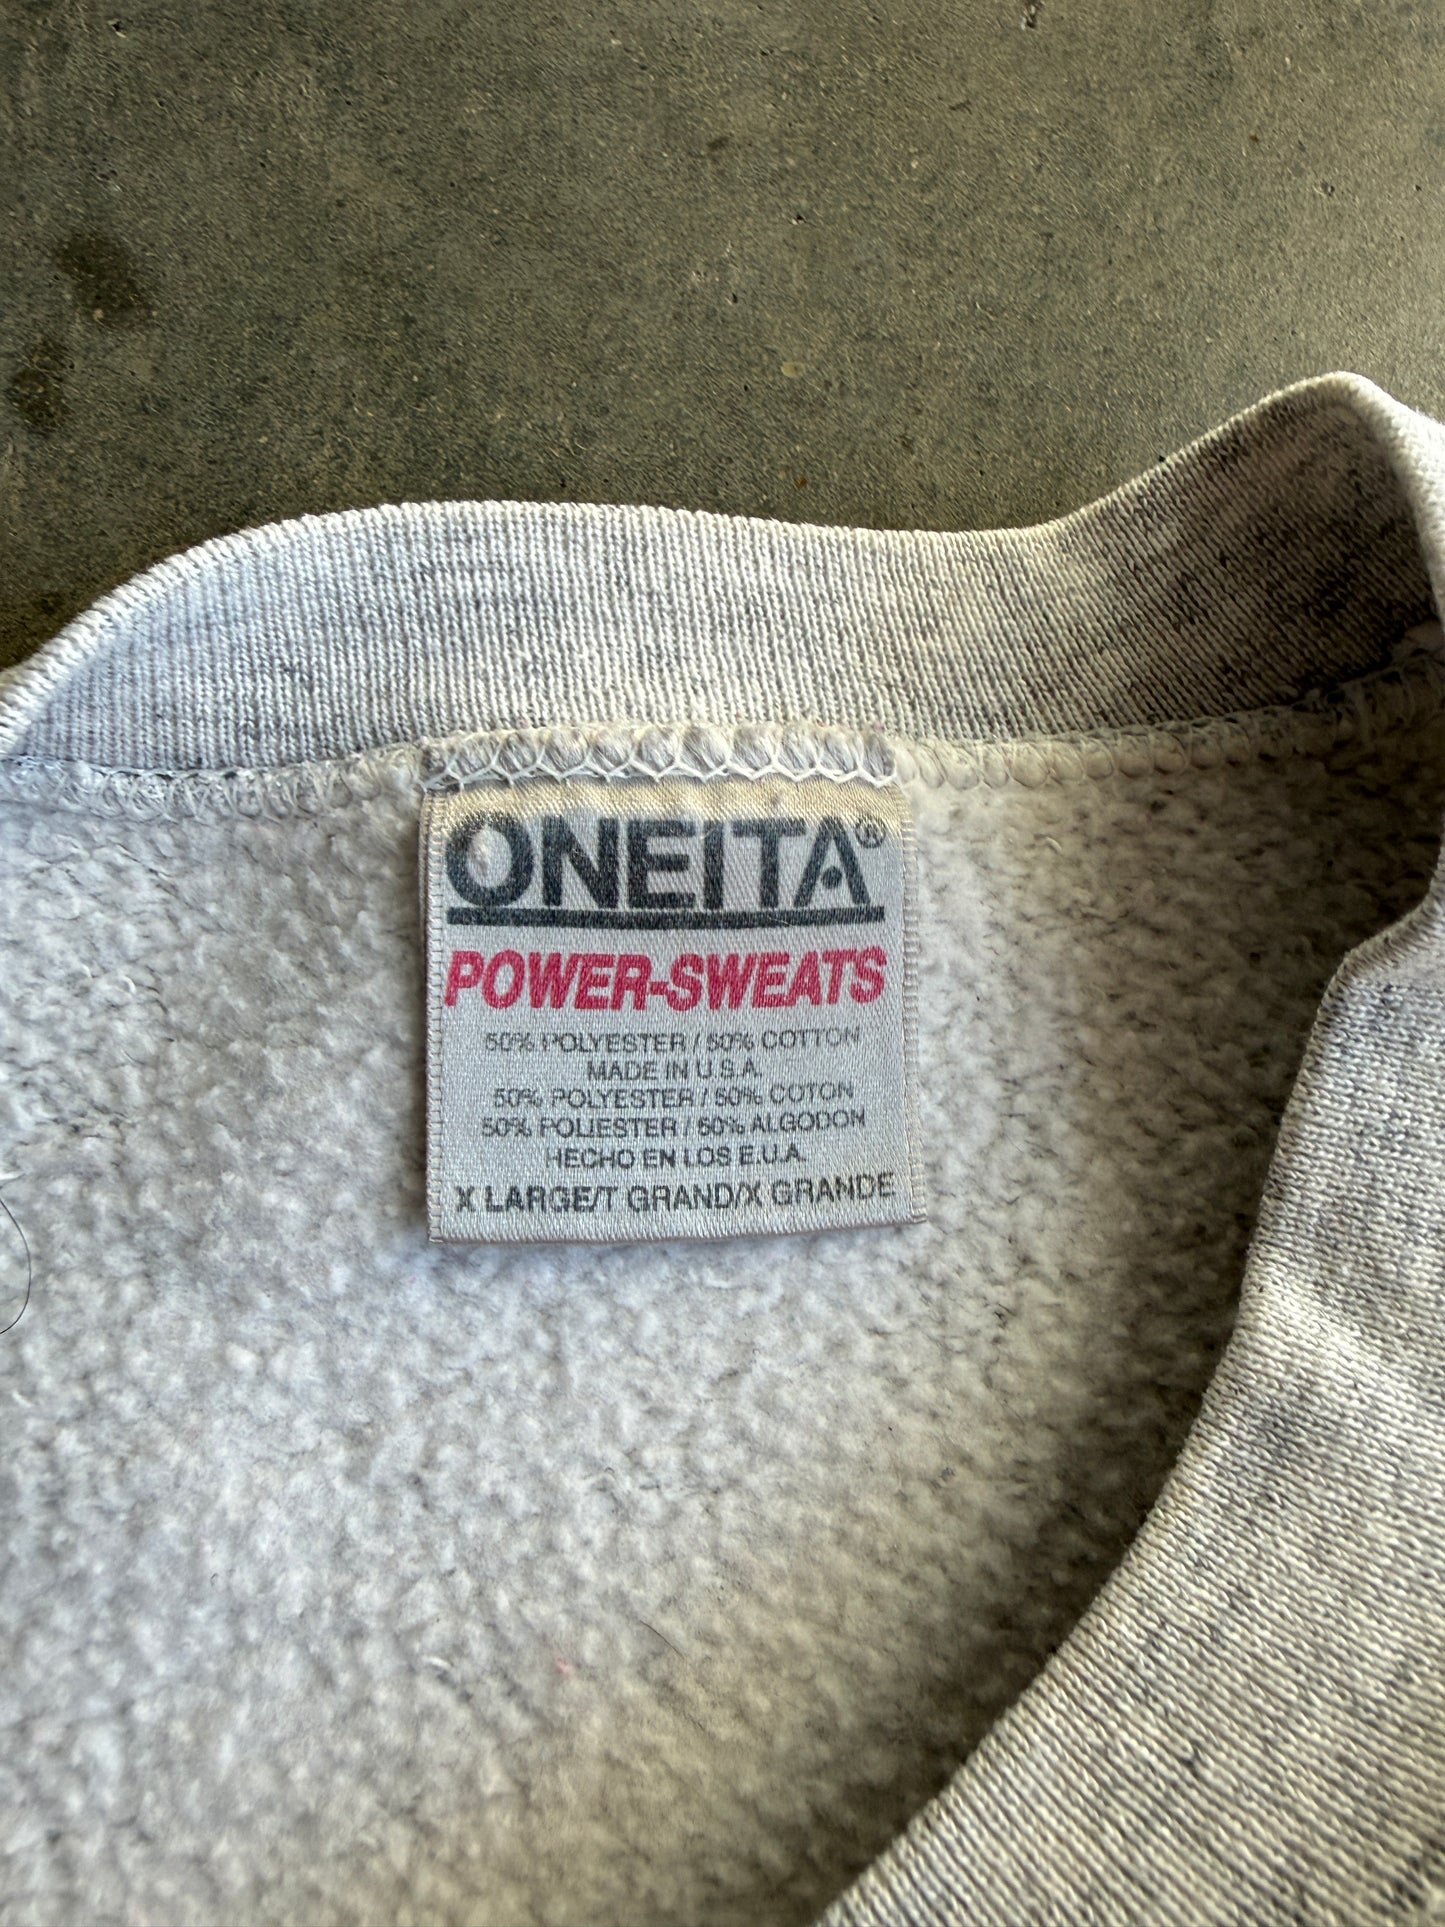 ONEITA®
POWER-SWEATS
50% POLYESTER / 50% COTTON
MADE IN U.S.A.
50% POLYESTER / 50% COTON
50% POLIESTER / 50% ALGODON
HECHO EN LOS E.U.A.
X LARGE/T GRAND/X GRANDE